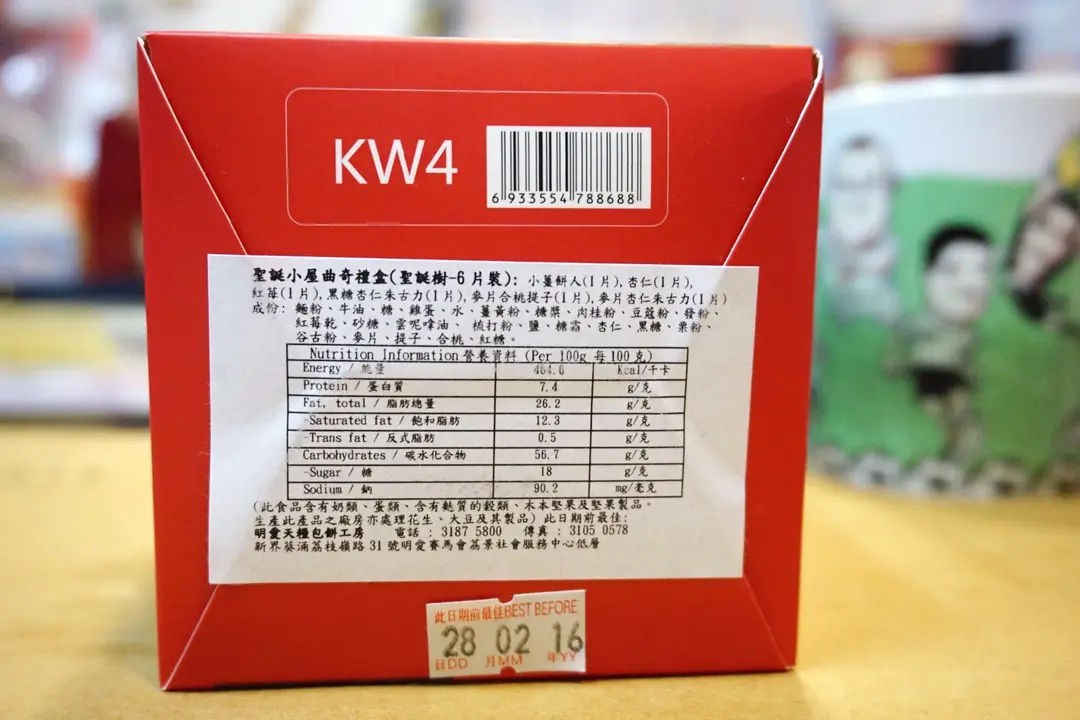 KW4
6 933554 788688
聖誕小屋曲奇禮盒(聖誕樹-6片裝): 小薑餅人(1片), 杏仁(1片),
紅莓(1片), 黑糖杏仁朱古力(1片), 麥片合桃提子(1片), 麥片杏仁朱古力(1片)
成份: 麵粉、牛油、糖、雞蛋、水、薑黃粉、糖漿、肉桂粉、豆蔻粉、發粉、
紅莓乾、砂糖、雲呢嗱油、 梳打粉、鹽、糖霜、杏仁、黑糖、栗粉、
谷古粉、麥片、提子、合桃、紅糖。
Nutrition Information 營養資料 (Per 100g 每100克)
Energy / 能量 464.6 Kcal/千卡
Protein / 蛋白質 7.4 g/克
Fat, total / 脂肪總量 26.2 g/克
-Saturated fat / 飽和脂肪 12.3 g/克
-Trans fat / 反式脂肪 0.5 g/克
Carbohydrates / 碳水化合物 56.7 g/克
-Sugar / 糖 18 g/克
Sodium / 鈉 90.2 mg/毫克
(此食品含有奶類、蛋類、含有麩質的穀類、木本堅果及堅果製品。
生產此產品之廠房亦處理花生、大豆及其製品) 此日期前最佳:
明愛天糧包餅工房 電話 : 3187 5800 傳真 : 3105 0578
新界葵涌荔枝嶺路31號明愛賽馬會荔景社會服務中心低層
此日期前最佳BEST BEFORE
28 02 16
日DD 月MM 年YY